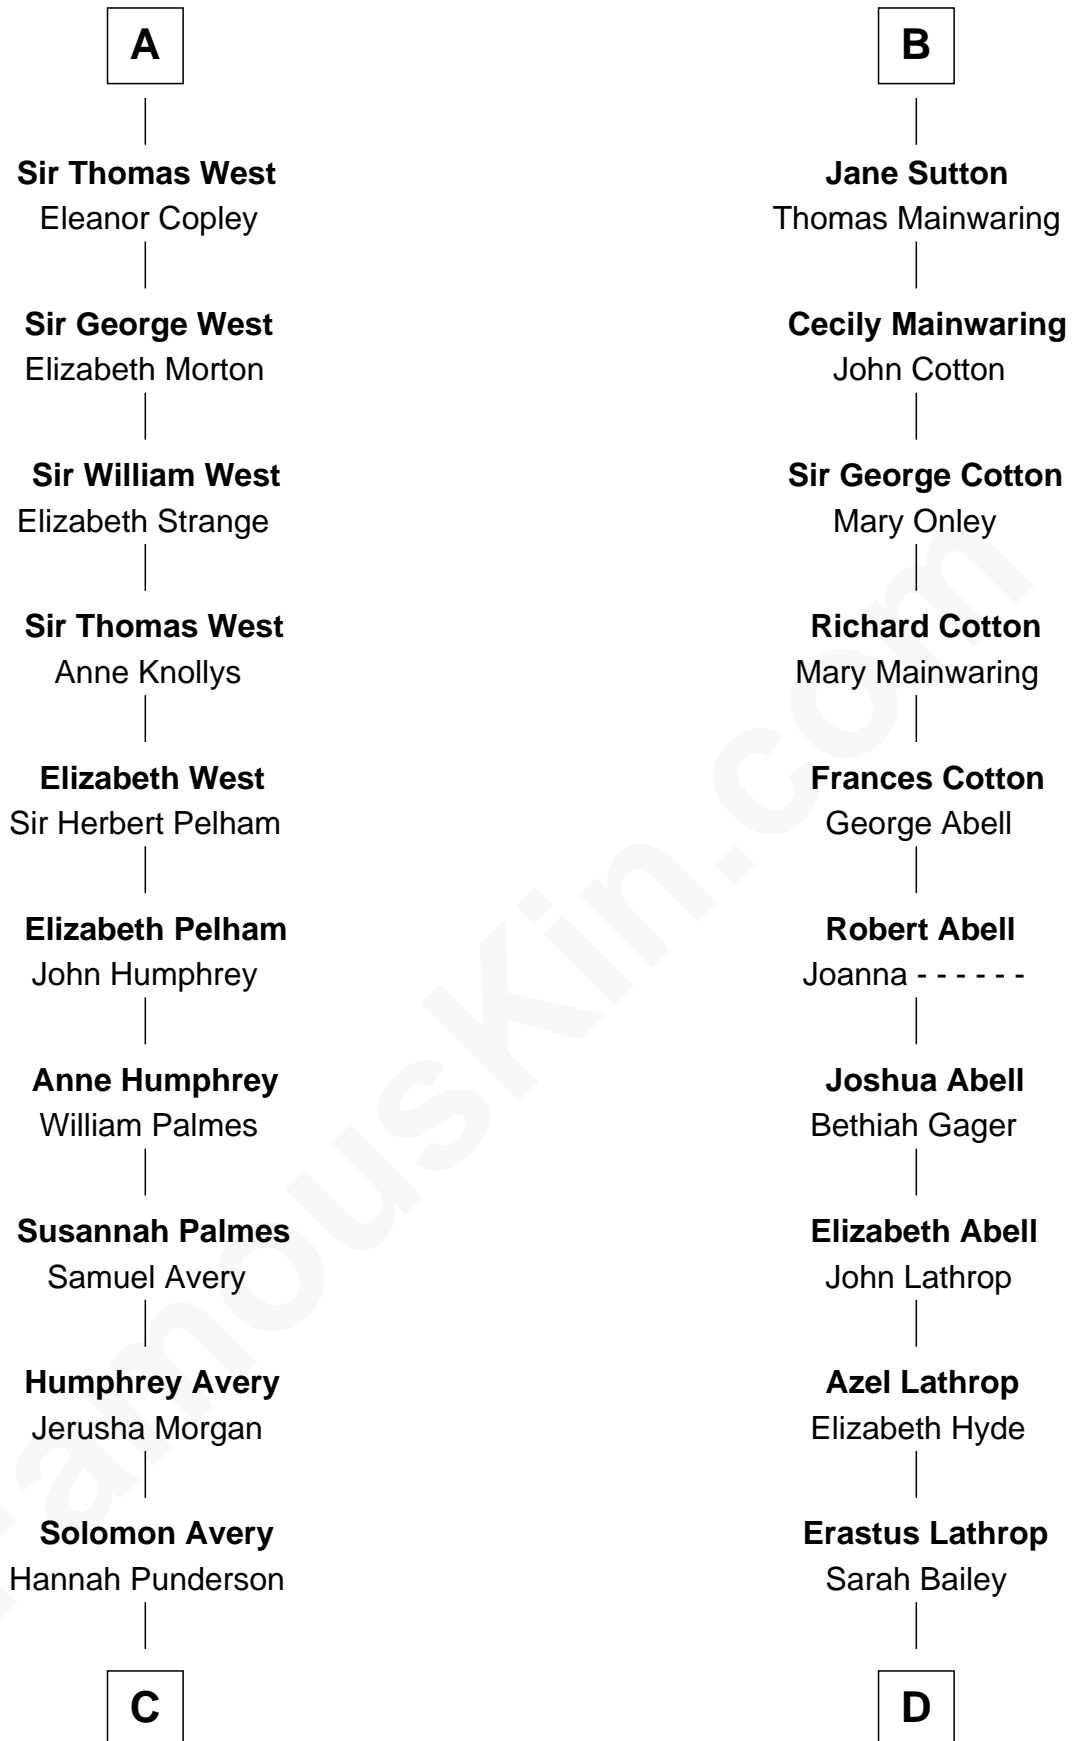 A
Sir Thomas West
Eleanor Copley
Sir George West
Elizabeth Morton
Sir William West
Elizabeth Strange
Sir Thomas West
Anne Knollys
Elizabeth West
Sir Herbert Pelham
Elizabeth Pelham
John Humphrey
Anne Humphrey
William Palmes
Susannah Palmes
Samuel Avery
Humphrey Avery
Jerusha Morgan
Solomon Avery
Hannah Punderson
C
B
Jane Sutton
Thomas Mainwaring
Cecily Mainwaring
John Cotton
Sir George Cotton
Mary Onley
Richard Cotton
Mary Mainwaring
Frances Cotton
George Abell
Robert Abell
Joanna - - - - - -
Joshua Abell
Bethiah Gager
Elizabeth Abell
John Lathrop
Azel Lathrop
Elizabeth Hyde
Erastus Lathrop
Sarah Bailey
D
FamousKin.com